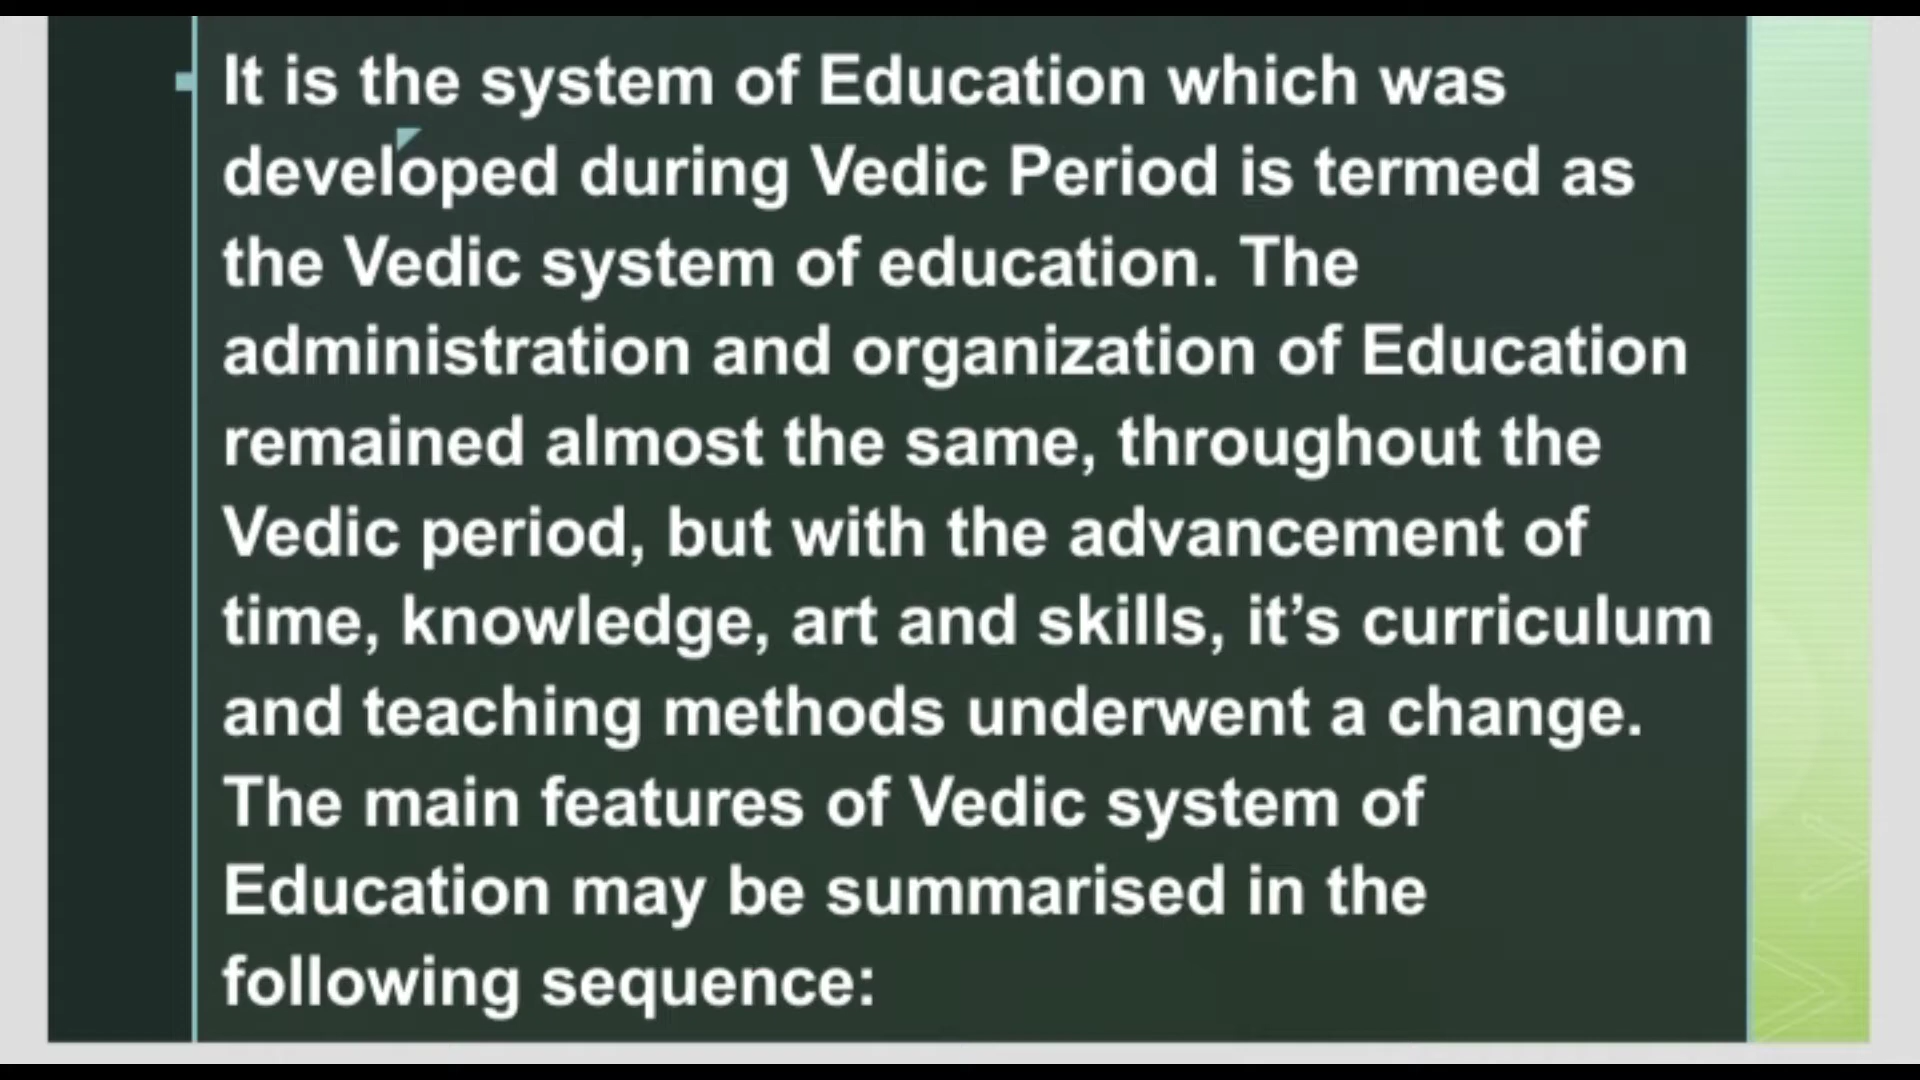 It is the system of Education which was
developed during Vedic Period is termed as
the Vedic system of education. The
administration and organization of Education
remained almost the same, throughout the
Vedic period, but with the advancement of
time, knowledge, art and skills, it’s curriculum
and teaching methods underwent a change.
The main features of Vedic system of
Education may be summarised in the
following sequence: